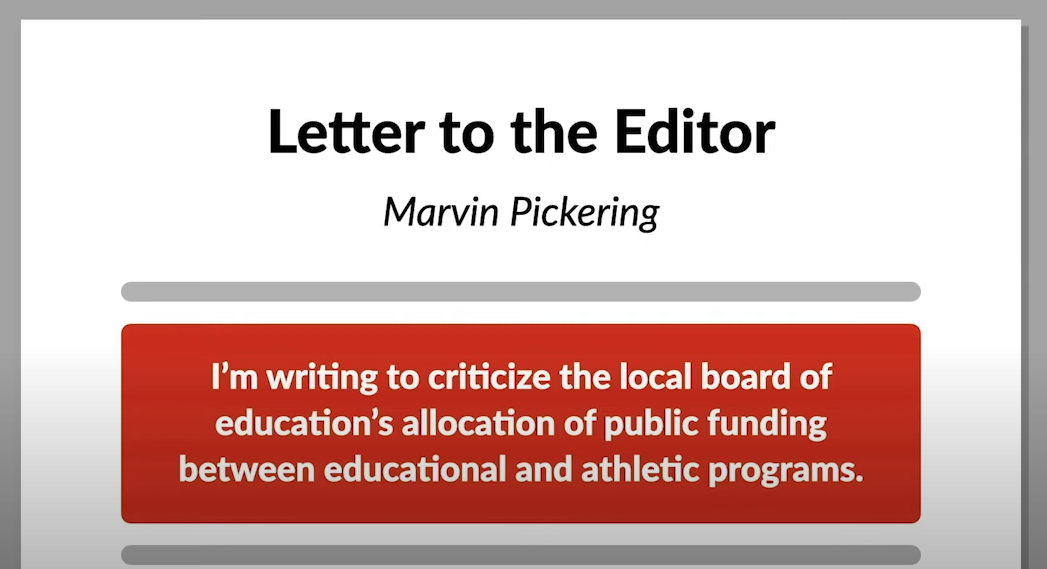 Letter to the Editor
Marvin Pickering
I’m writing to criticize the local board of
education’s allocation of public funding
between educational and athletic programs.